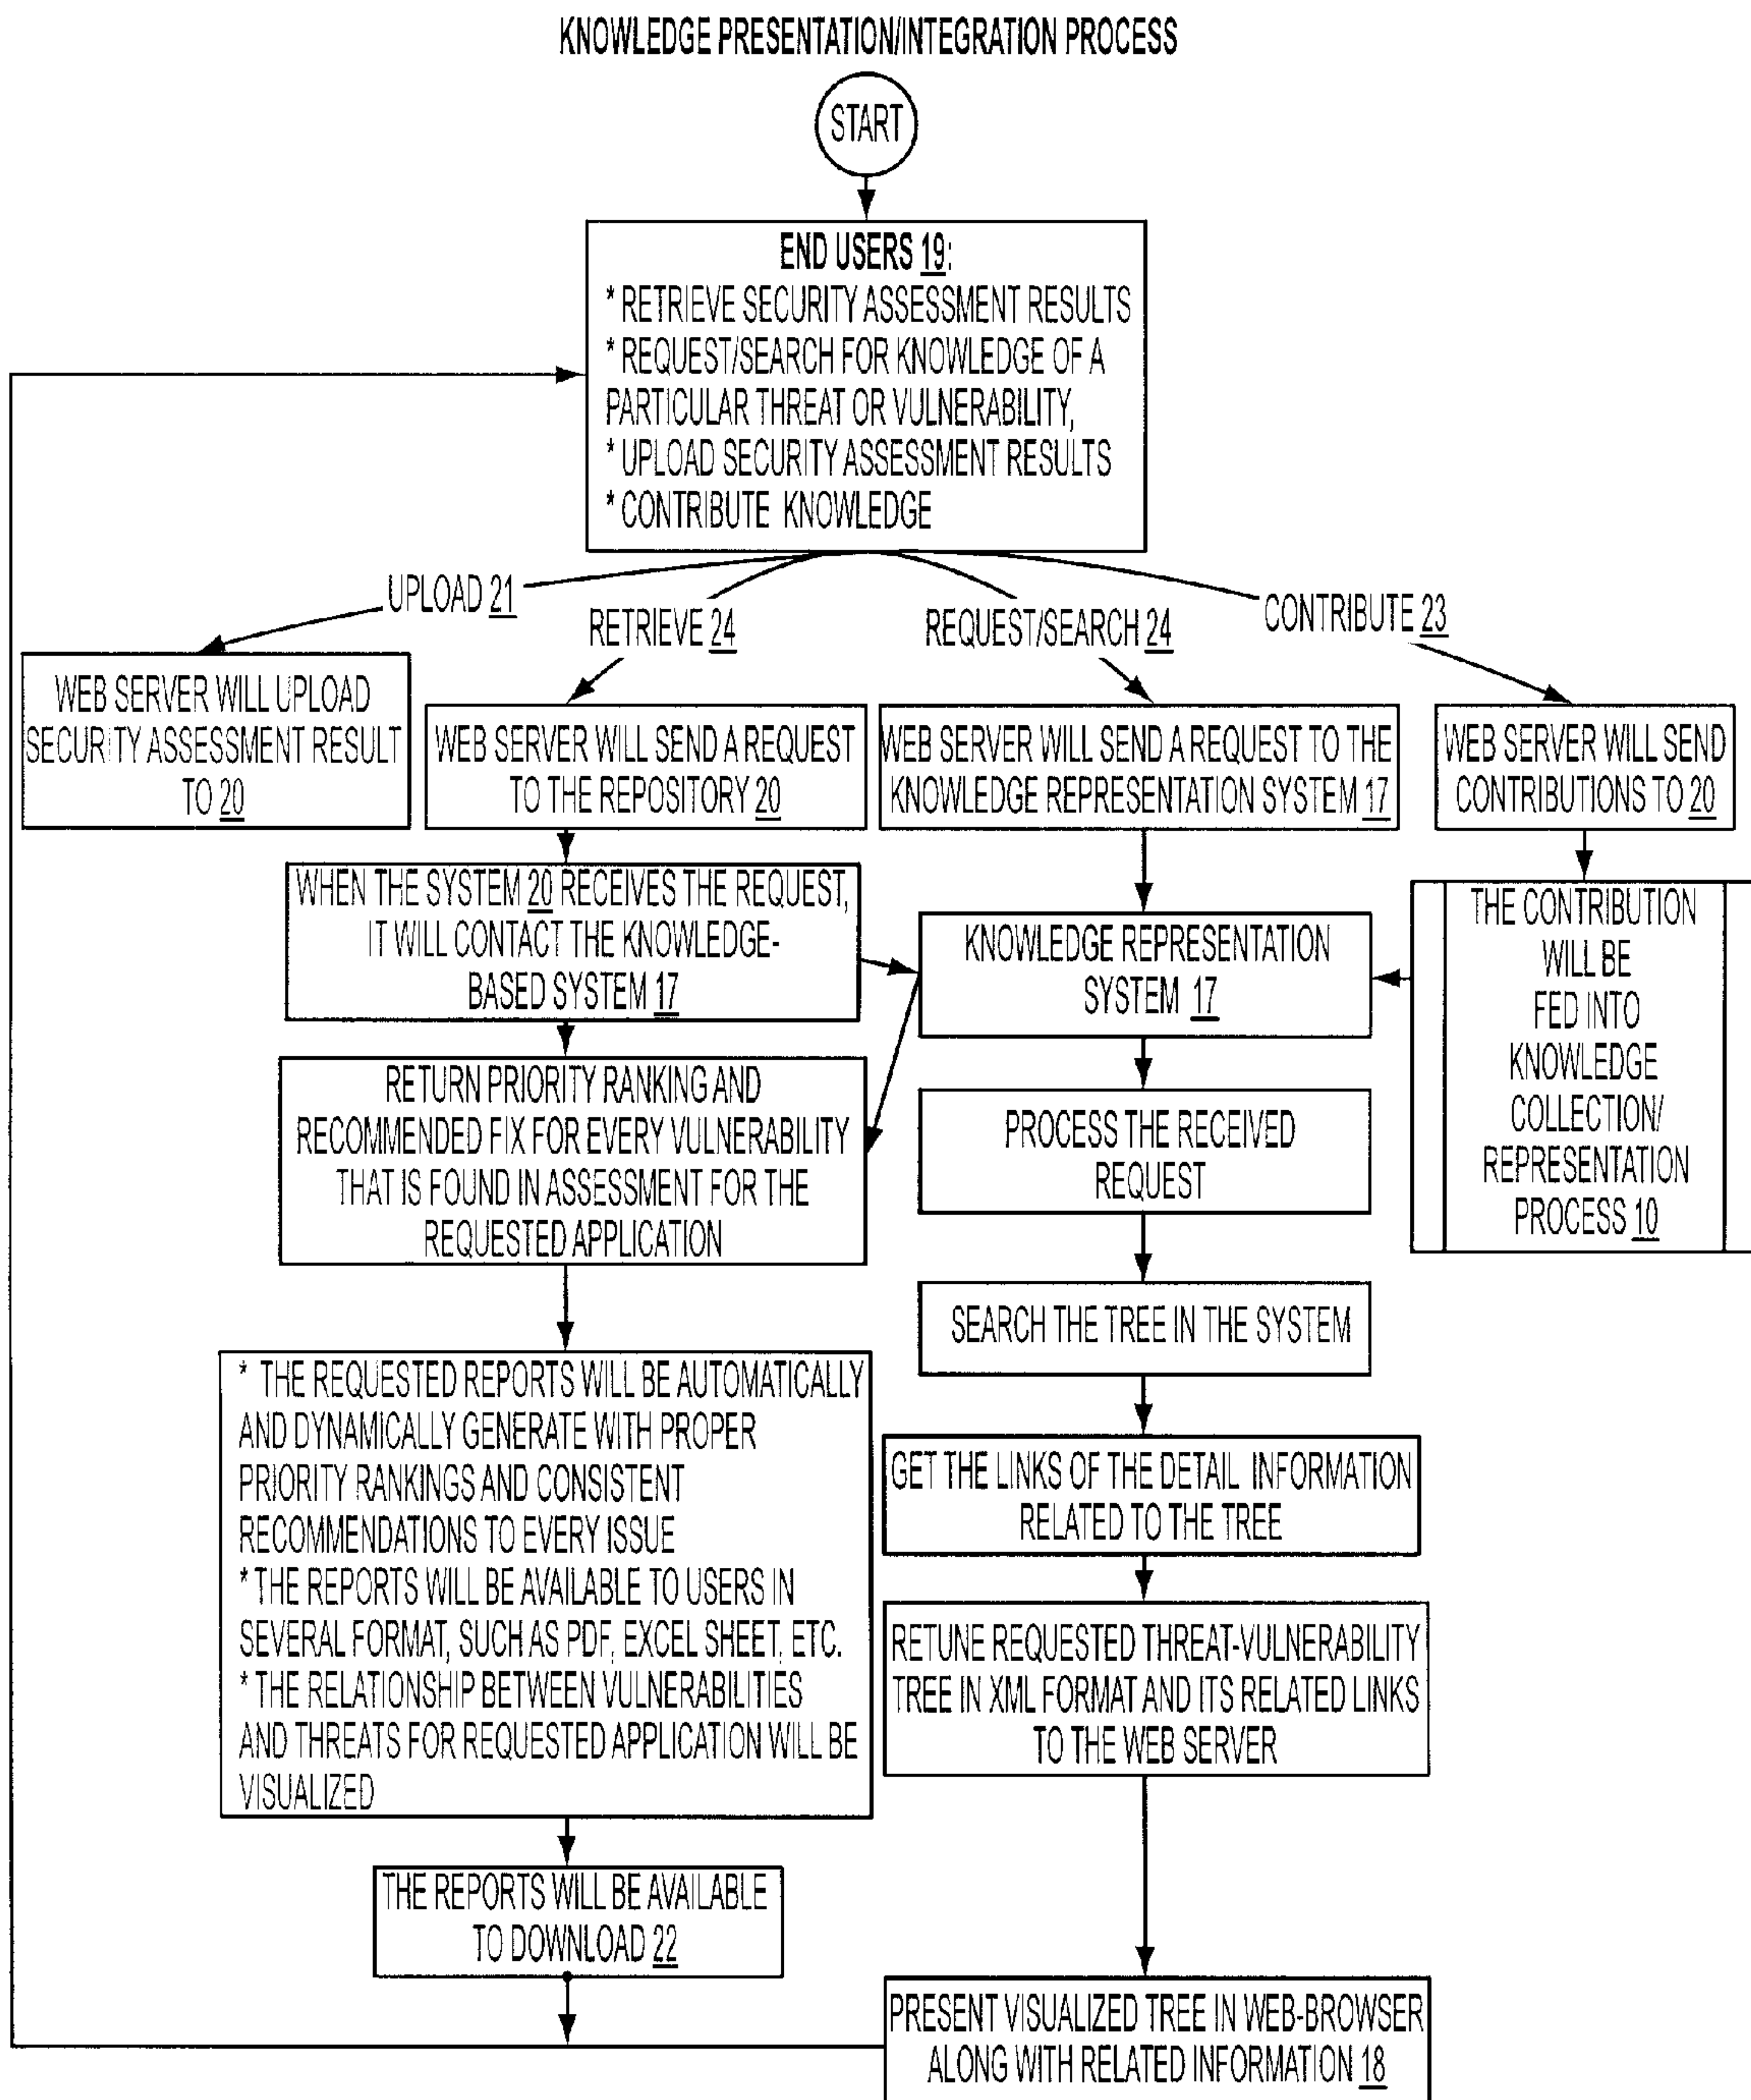 KNOWLEDGE PRESENTATION/INTEGRATION PROCESS
START
END USERS 19:
* RETRIEVE SECURITY ASSESSMENT RESULTS
* REQUEST/SEARCH FOR KNOWLEDGE OF A
PARTICULAR THREAT OR VULNERABILITY,
* UPLOAD SECURITY ASSESSMENT RESULTS
* CONTRIBUTE KNOWLEDGE
UPLOAD 21
RETRIEVE 24
REQUEST/SEARCH 24
CONTRIBUTE 23
WEB SERVER WILL UPLOAD
SECURITY ASSESSMENT RESULT
TO 20
WEB SERVER WILL SEND A REQUEST
TO THE REPOSITORY 20
WEB SERVER WILL SEND A REQUEST TO THE
KNOWLEDGE REPRESENTATION SYSTEM 17
WEB SERVER WILL SEND
CONTRIBUTIONS TO 20
WHEN THE SYSTEM 20 RECEIVES THE REQUEST,
IT WILL CONTACT THE KNOWLEDGE-
BASED SYSTEM 17
KNOWLEDGE REPRESENTATION
SYSTEM 17
THE CONTRIBUTION
WILL BE
FED INTO
KNOWLEDGE
COLLECTION/
REPRESENTATION
PROCESS 10
RETURN PRIORITY RANKING AND
RECOMMENDED FIX FOR EVERY VULNERABILITY
THAT IS FOUND IN ASSESSMENT FOR THE
REQUESTED APPLICATION
PROCESS THE RECEIVED
REQUEST
SEARCH THE TREE IN THE SYSTEM
* THE REQUESTED REPORTS WILL BE AUTOMATICALLY
AND DYNAMICALLY GENERATE WITH PROPER
PRIORITY RANKINGS AND CONSISTENT
RECOMMENDATIONS TO EVERY ISSUE
* THE REPORTS WILL BE AVAILABLE TO USERS IN
SEVERAL FORMAT, SUCH AS PDF, EXCEL SHEET, ETC.
* THE RELATIONSHIP BETWEEN VULNERABILITIES
AND THREATS FOR REQUESTED APPLICATION WILL BE
VISUALIZED
GET THE LINKS OF THE DETAIL INFORMATION
RELATED TO THE TREE
RETUNE REQUESTED THREAT-VULNERABILITY
TREE IN XML FORMAT AND ITS RELATED LINKS
TO THE WEB SERVER
THE REPORTS WILL BE AVAILABLE
TO DOWNLOAD 22
PRESENT VISUALIZED TREE IN WEB-BROWSER
ALONG WITH RELATED INFORMATION 18